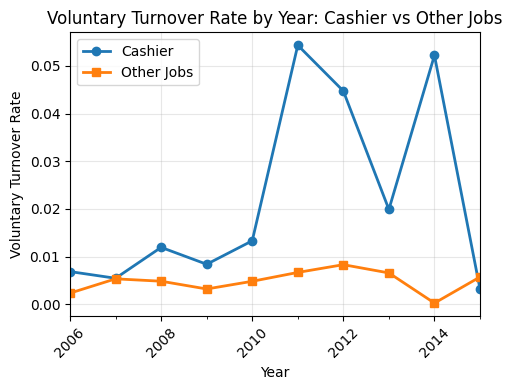 Voluntary Turnover Rate by Year: Cashier vs Other Jobs
Cashier
Other Jobs
Voluntary Turnover Rate
0.05
0.04
0.03
0.02
0.01
0.00
2006
2008
2010
2012
2014
Year